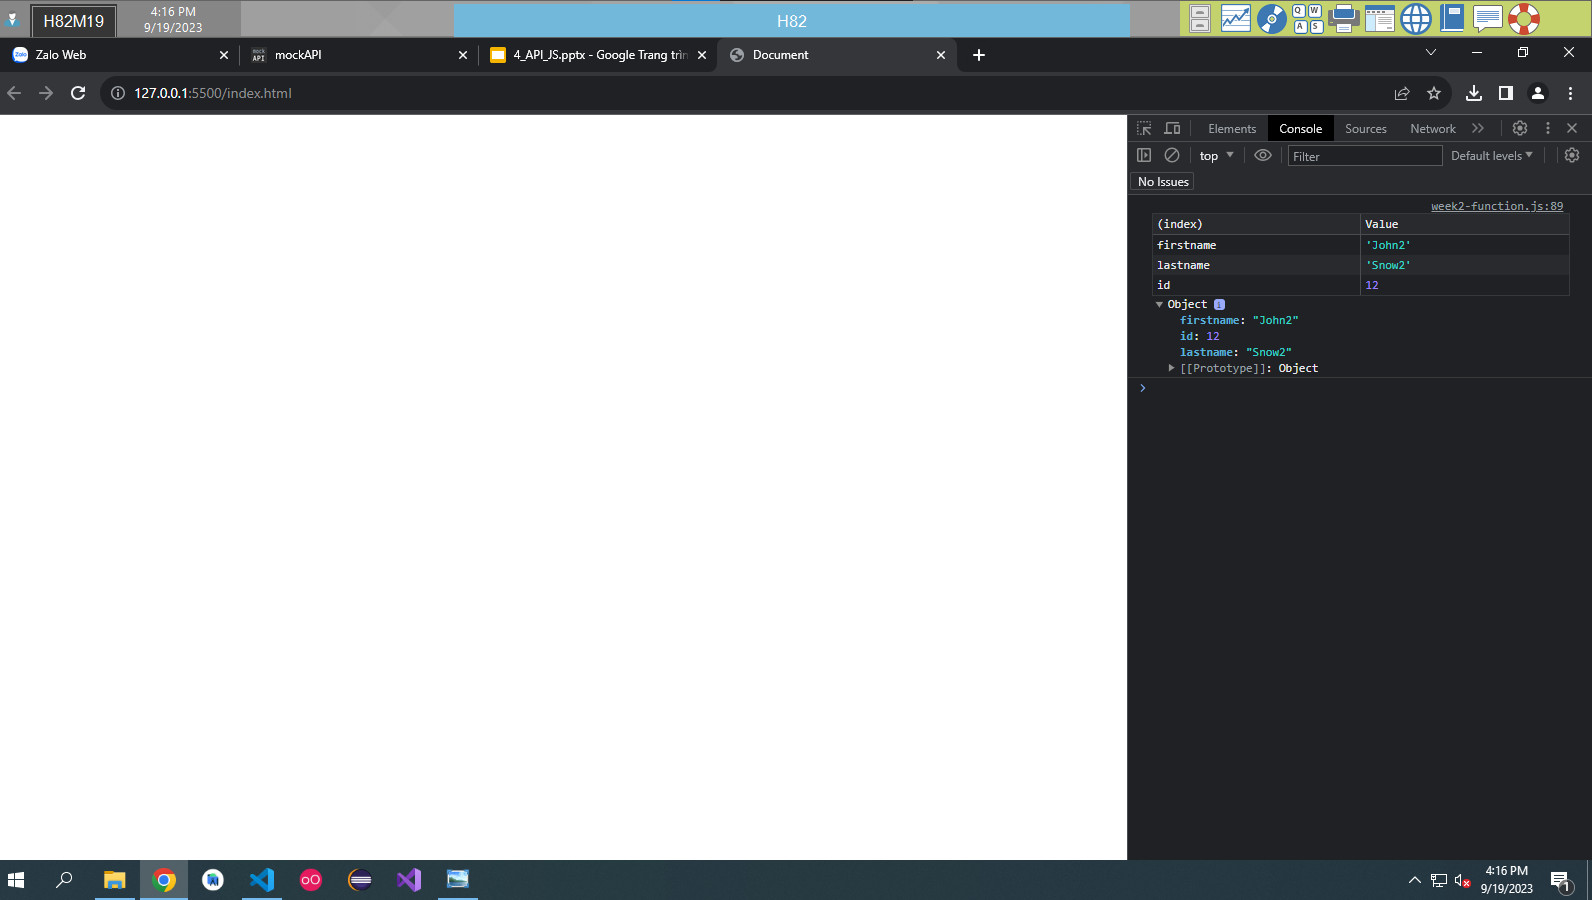 H82M19
4:16 PM
9/19/2023
H82
Q W
A S
Zalo Web
mockAPI
4_API_JS.pptx - Google Trang trìn
Document
127.0.0.1:5500/index.html
Elements
Console
Sources
Network
top
Filter
Default levels
No Issues
week2-function.js:89
(index) Value
firstname 'John2'
lastname 'Snow2'
id 12
Object i
firstname: "John2"
id: 12
lastname: "Snow2"
[[Prototype]]: Object
4:16 PM
9/19/2023
1